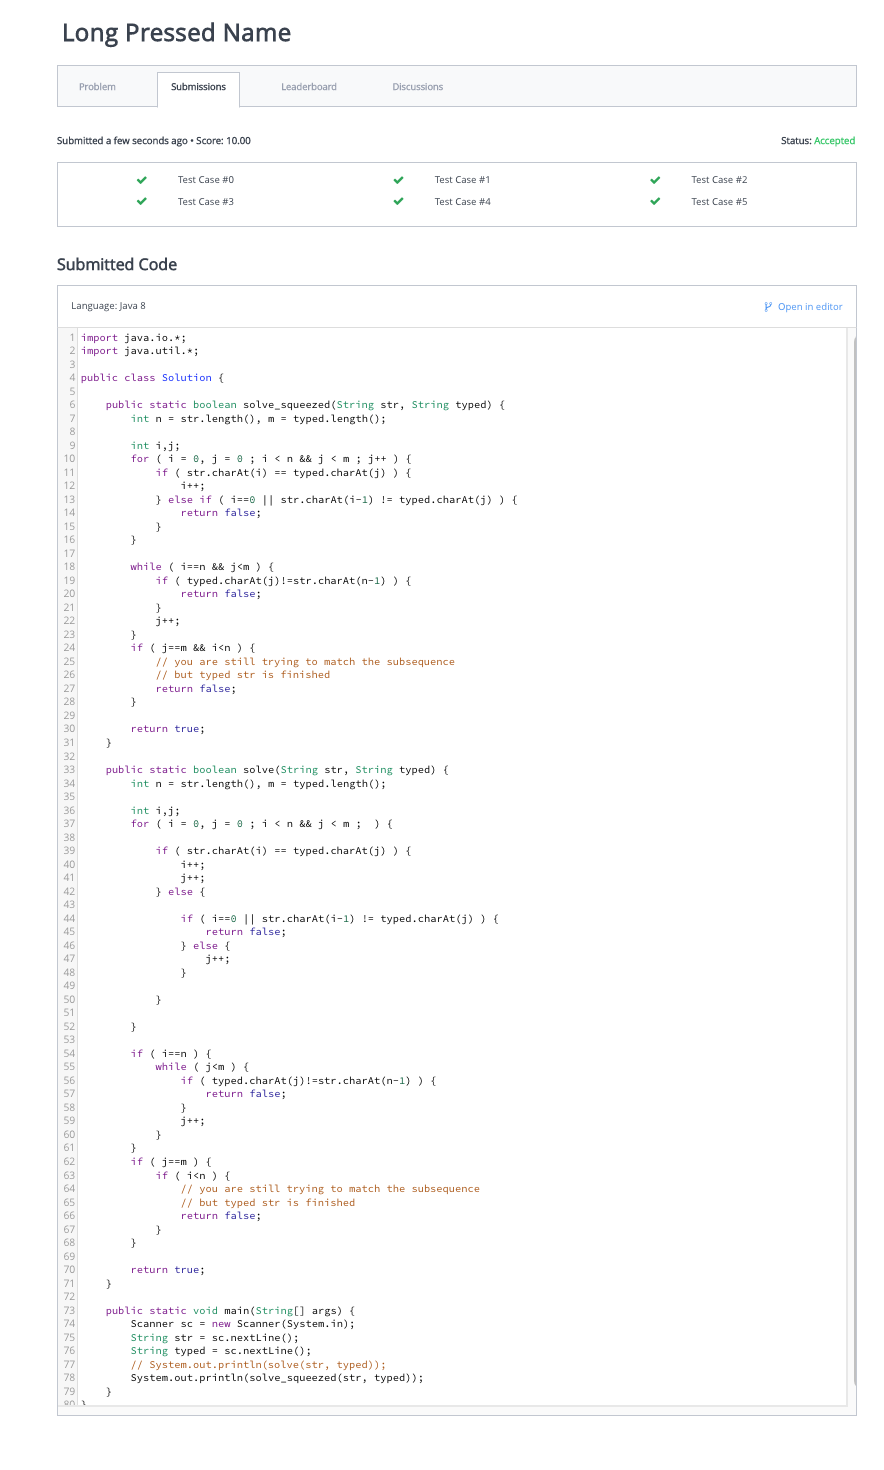 Long Pressed Name
Problem Submissions Leaderboard Discussions
Submitted a few seconds ago • Score: 10.00 Status: Accepted
Test Case #0 Test Case #1 Test Case #2
Test Case #3 Test Case #4 Test Case #5
Submitted Code
Language: Java 8 Open in editor
1 import java.io.*;
2 import java.util.*;
3
4 public class Solution {
5
6     public static boolean solve_squeezed(String str, String typed) {
7         int n = str.length(), m = typed.length();
8
9         int i,j;
10         for ( i = 0, j = 0 ; i < n && j < m ; j++ ) {
11             if ( str.charAt(i) == typed.charAt(j) ) {
12                 i++;
13             } else if ( i==0 || str.charAt(i-1) != typed.charAt(j) ) {
14                 return false;
15             }
16         }
17
18         while ( i==n && j<m ) {
19             if ( typed.charAt(j)!=str.charAt(n-1) ) {
20                 return false;
21             }
22             j++;
23         }
24         if ( j==m && i<n ) {
25             // you are still trying to match the subsequence
26             // but typed str is finished
27             return false;
28         }
29
30         return true;
31     }
32
33     public static boolean solve(String str, String typed) {
34         int n = str.length(), m = typed.length();
35
36         int i,j;
37         for ( i = 0, j = 0 ; i < n && j < m ;  ) {
38
39             if ( str.charAt(i) == typed.charAt(j) ) {
40                 i++;
41                 j++;
42             } else {
43
44                 if ( i==0 || str.charAt(i-1) != typed.charAt(j) ) {
45                     return false;
46                 } else {
47                     j++;
48                 }
49
50             }
51
52         }
53
54         if ( i==n ) {
55             while ( j<m ) {
56                 if ( typed.charAt(j)!=str.charAt(n-1) ) {
57                     return false;
58                 }
59                 j++;
60             }
61         }
62         if ( j==m ) {
63             if ( i<n ) {
64                 // you are still trying to match the subsequence
65                 // but typed str is finished
66                 return false;
67             }
68         }
69
70         return true;
71     }
72
73     public static void main(String[] args) {
74         Scanner sc = new Scanner(System.in);
75         String str = sc.nextLine();
76         String typed = sc.nextLine();
77         // System.out.println(solve(str, typed));
78         System.out.println(solve_squeezed(str, typed));
79     }
80 }